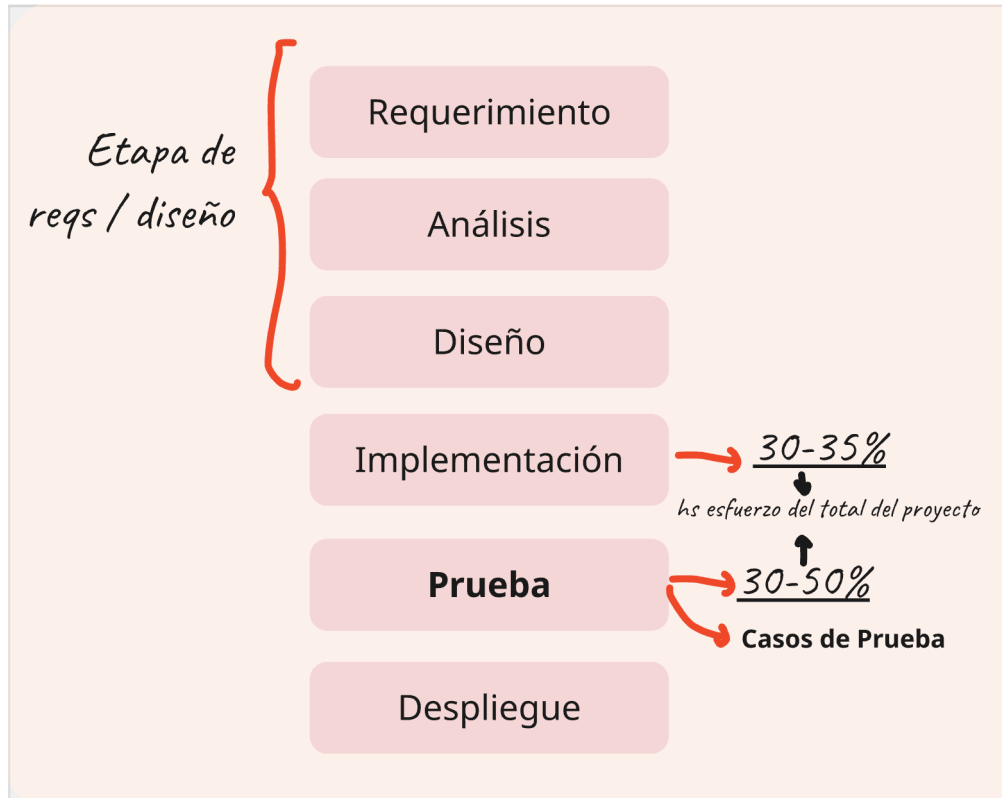 Requerimiento
Etapa de
reqs / diseño
Análisis
Diseño
Implementación
30-35%
hs esfuerzo del total del proyecto
Prueba
30-50%
Casos de Prueba
Despliegue